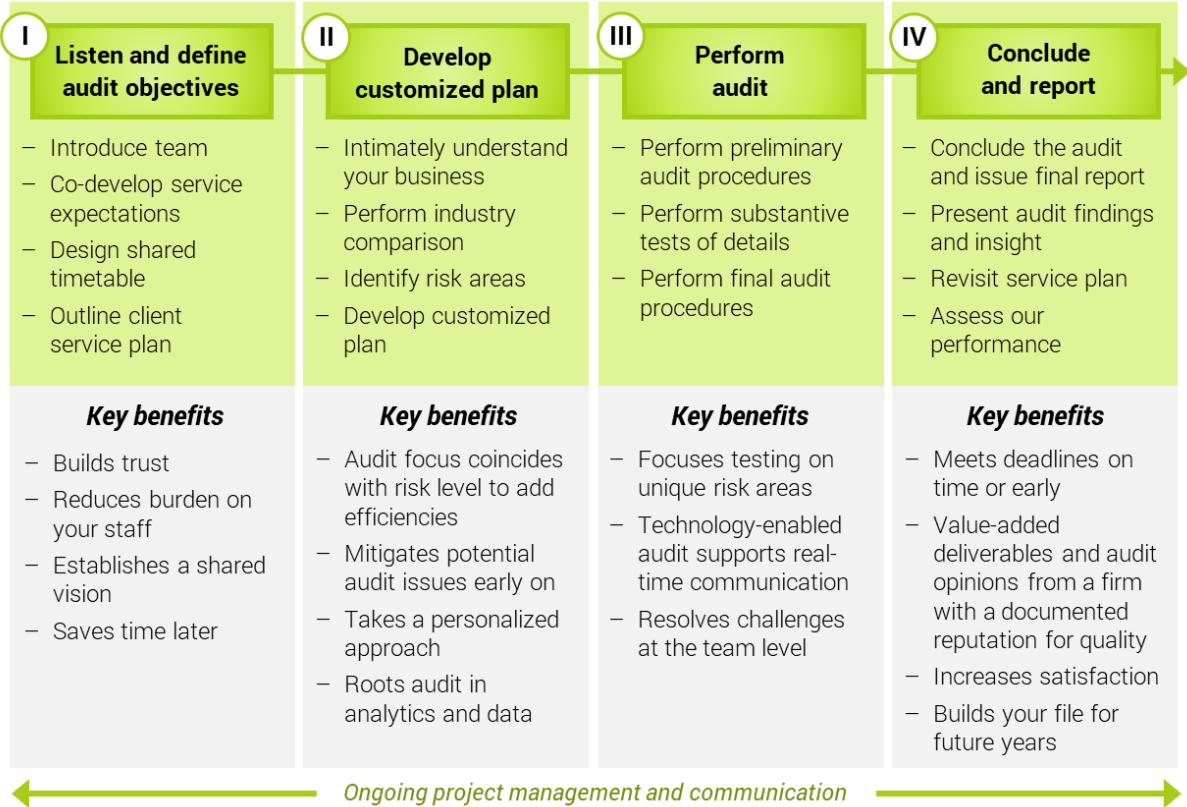 I
Listen and define
audit objectives
– Introduce team
– Co-develop service
expectations
– Design shared
timetable
– Outline client
service plan
Key benefits
– Builds trust
– Reduces burden on
your staff
– Establishes a shared
vision
– Saves time later
II
Develop
customized plan
– Intimately understand
your business
– Perform industry
comparison
– Identify risk areas
– Develop customized
plan
Key benefits
– Audit focus coincides
with risk level to add
efficiencies
– Mitigates potential
audit issues early on
– Takes a personalized
approach
– Roots audit in
analytics and data
III
Perform
audit
– Perform preliminary
audit procedures
– Perform substantive
tests of details
– Perform final audit
procedures
Key benefits
– Focuses testing on
unique risk areas
– Technology-enabled
audit supports real-
time communication
– Resolves challenges
at the team level
IV
Conclude
and report
– Conclude the audit
and issue final report
– Present audit findings
and insight
– Revisit service plan
– Assess our
performance
Key benefits
– Meets deadlines on
time or early
– Value-added
deliverables and audit
opinions from a firm
with a documented
reputation for quality
– Increases satisfaction
– Builds your file for
future years
Ongoing project management and communication